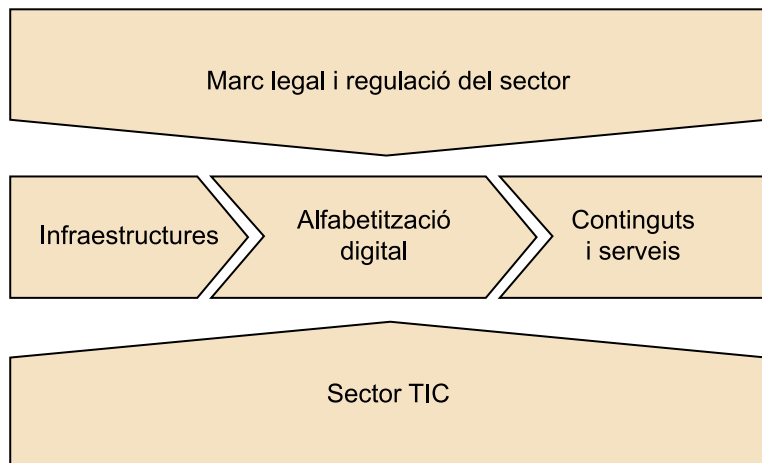 Marc legal i regulació del sector
Infraestructures
Alfabetització
digital
Continguts
i serveis
Sector TIC